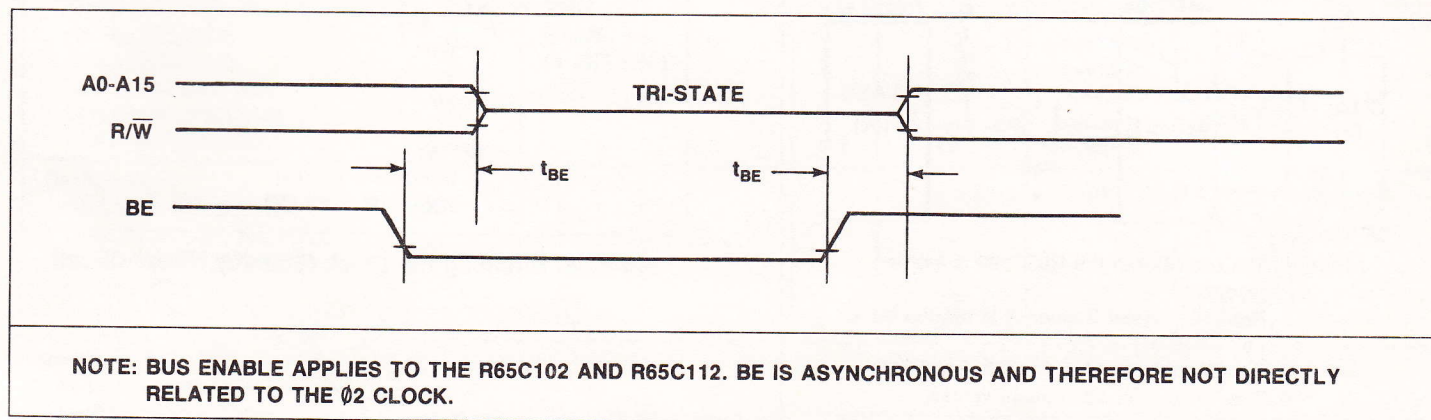 A0-A15
TRI-STATE
R/W̅
tBE
tBE
BE
NOTE: BUS ENABLE APPLIES TO THE R65C102 AND R65C112. BE IS ASYNCHRONOUS AND THEREFORE NOT DIRECTLY
RELATED TO THE Ø2 CLOCK.